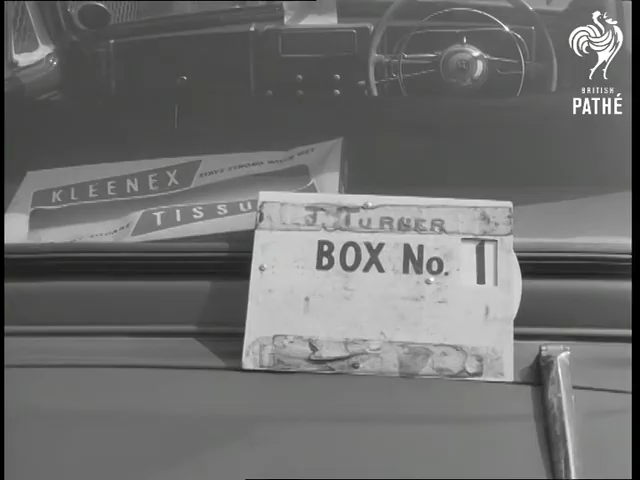 BRITISH
PATHÉ
KLEENEX
TISSU
J. TURNER
BOX No. 1